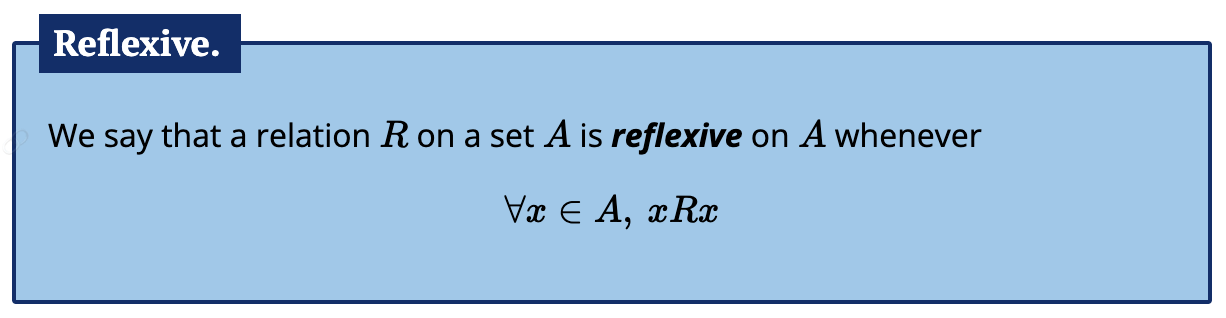 Reflexive.
We say that a relation R on a set A is reflexive on A whenever
∀x ∈ A, xRx